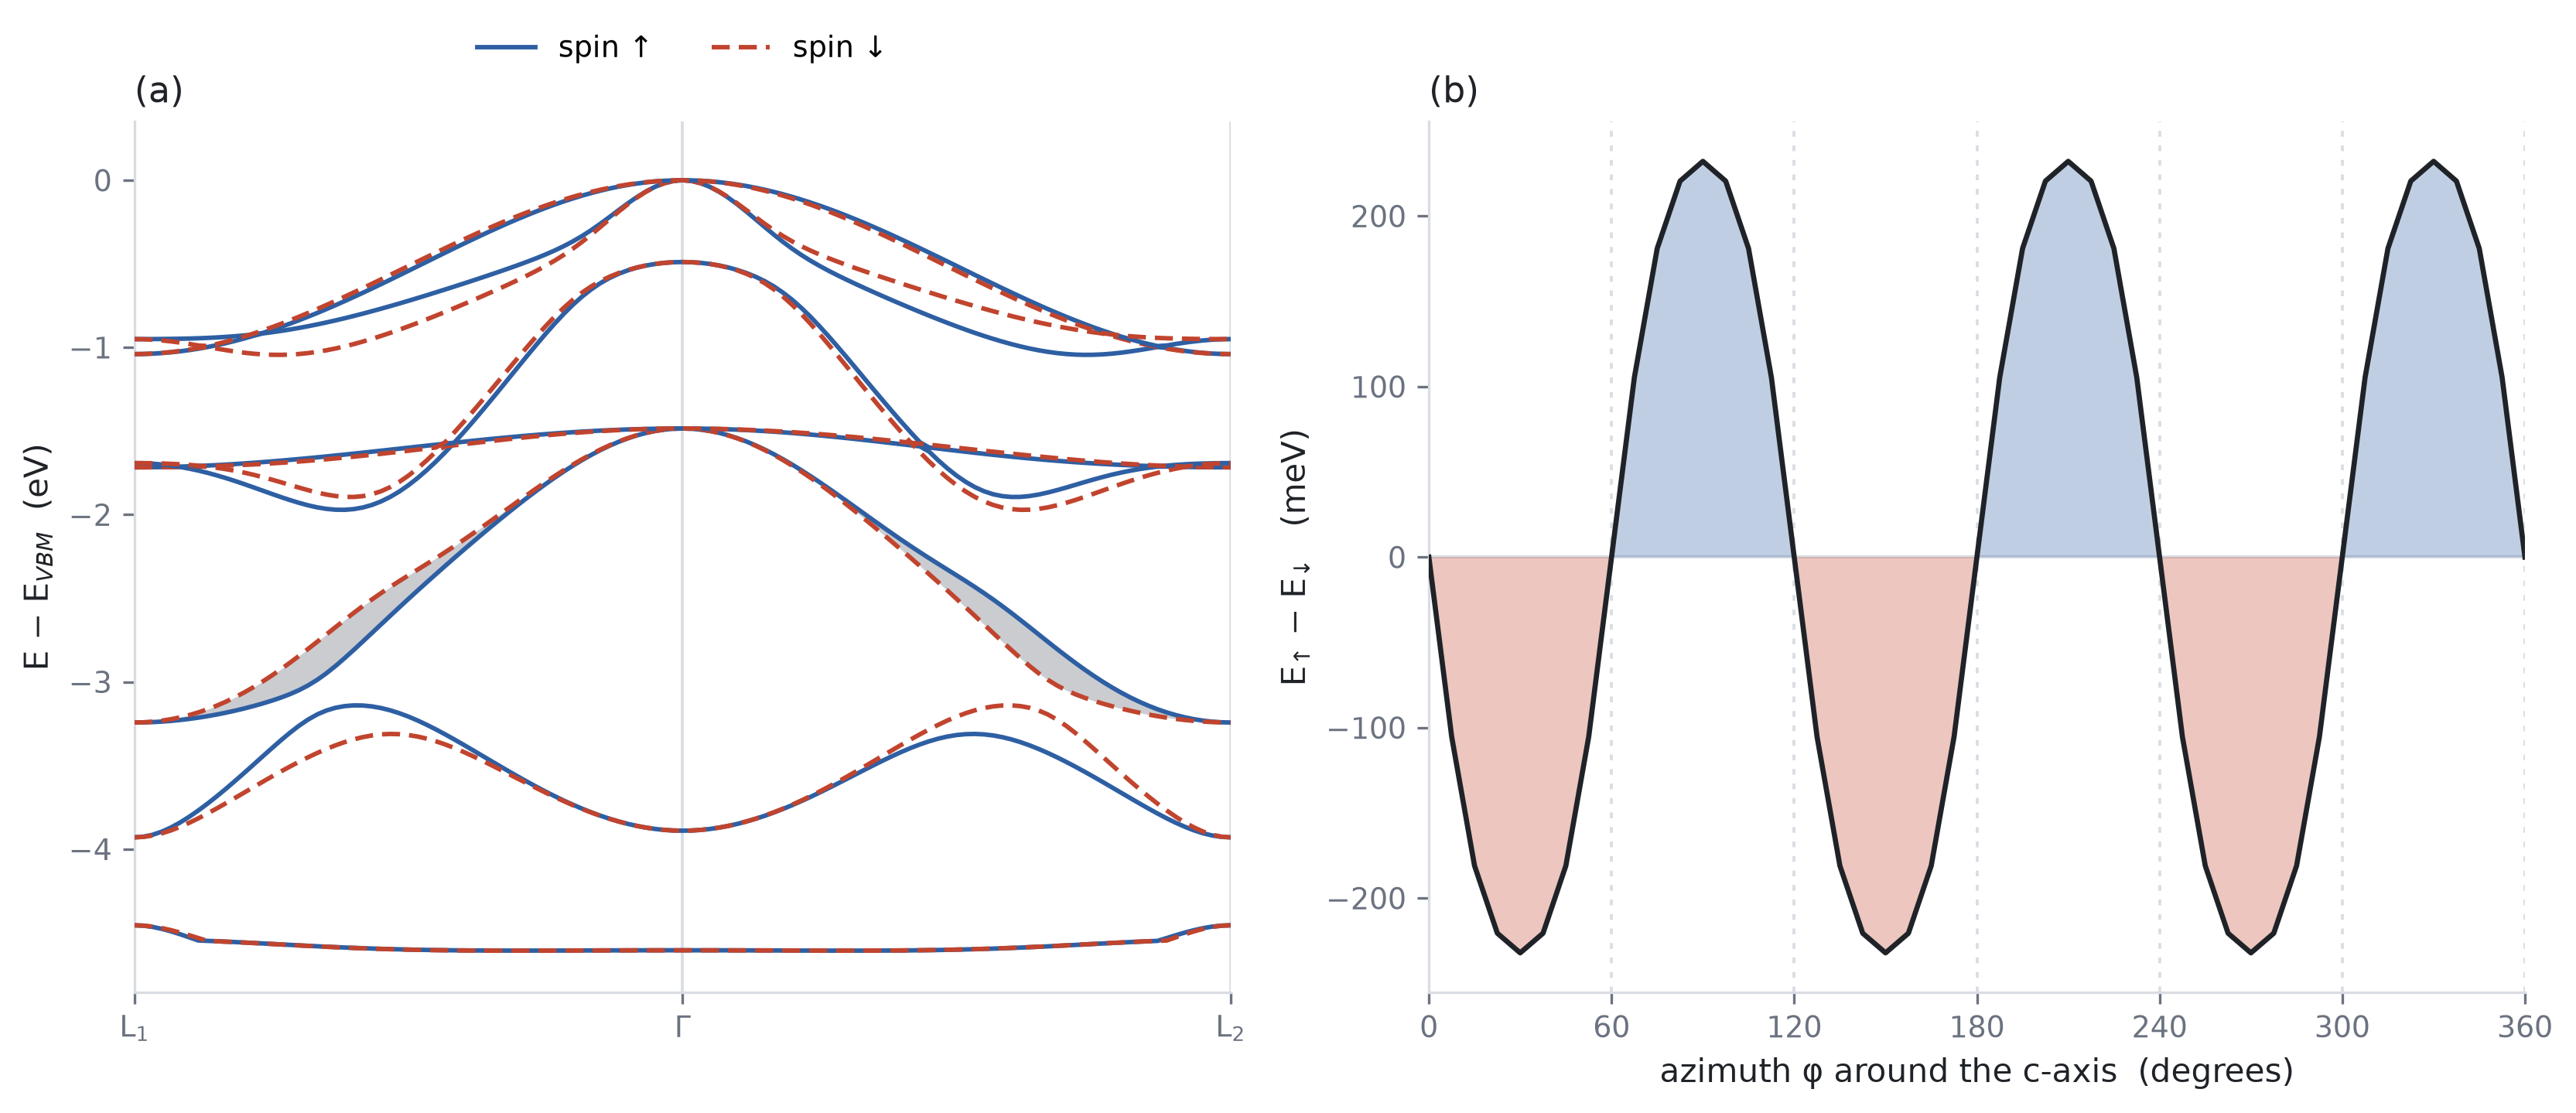 spin ↑ spin ↓
(a)
E − E_VBM (eV)
0
−1
−2
−3
−4
L₁ Γ L₂
(b)
E↑ − E↓ (meV)
200
100
0
−100
−200
0 60 120 180 240 300 360
azimuth φ around the c-axis (degrees)